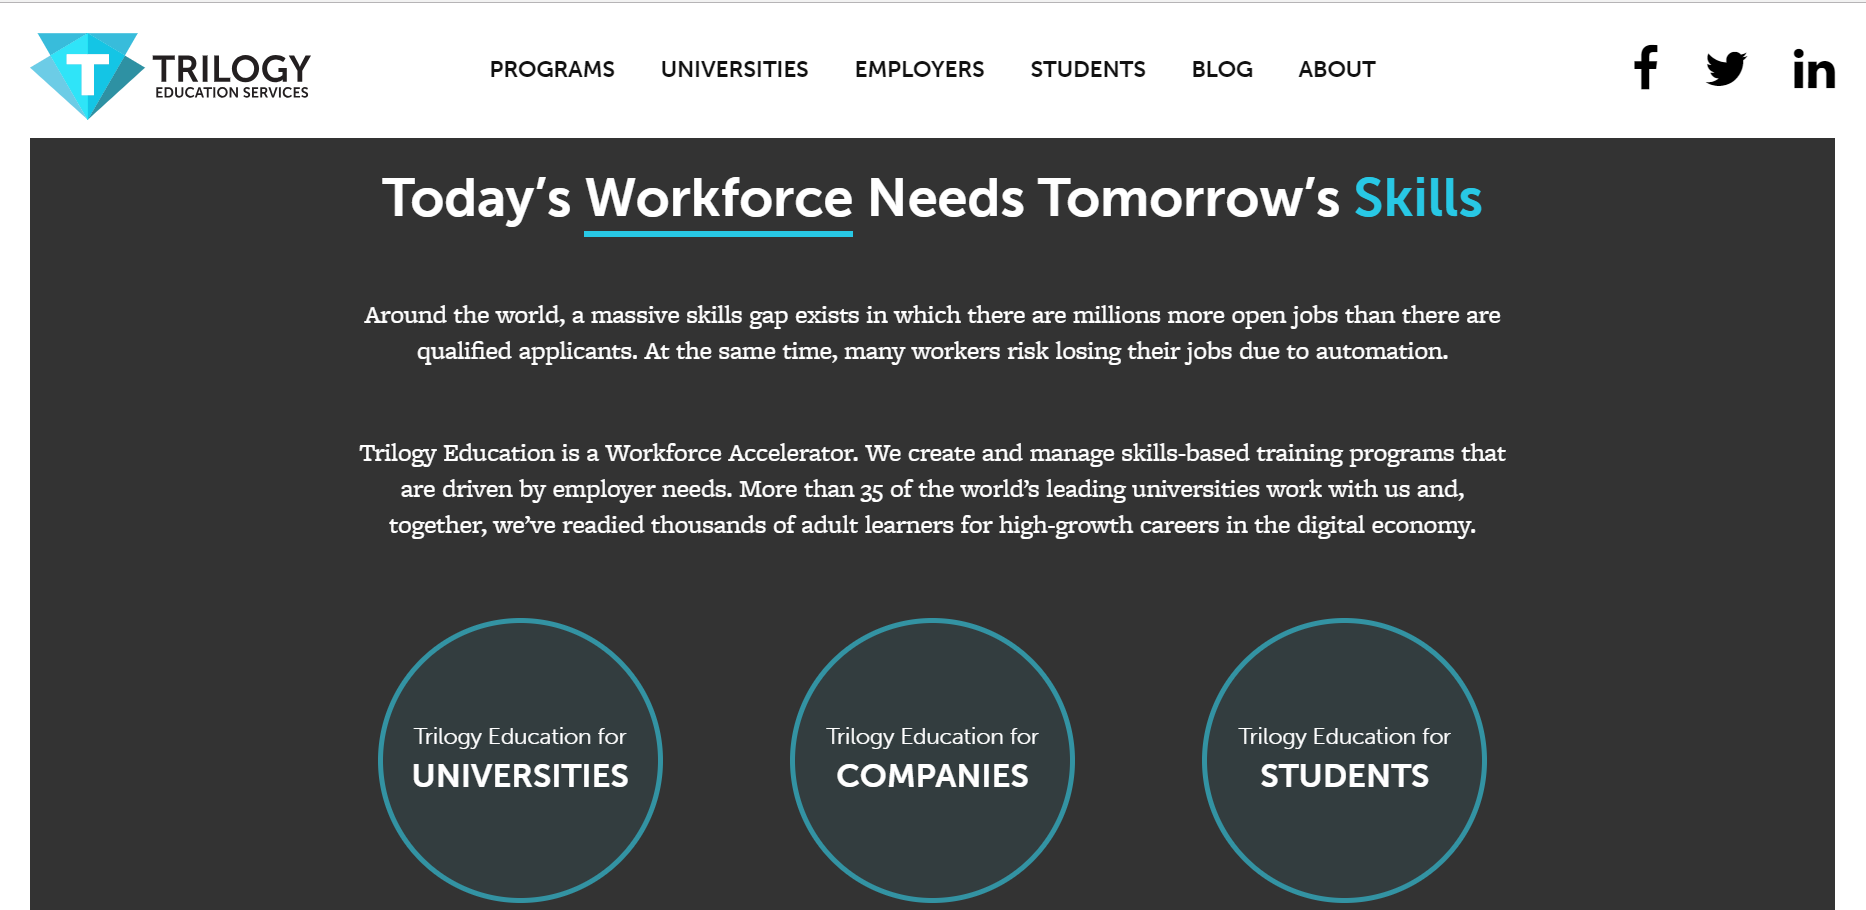 T
TRILOGY
EDUCATION SERVICES
PROGRAMS UNIVERSITIES EMPLOYERS STUDENTS BLOG ABOUT
f in
Today’s Workforce Needs Tomorrow’s Skills
Around the world, a massive skills gap exists in which there are millions more open jobs than there are
qualified applicants. At the same time, many workers risk losing their jobs due to automation.
Trilogy Education is a Workforce Accelerator. We create and manage skills-based training programs that
are driven by employer needs. More than 35 of the world’s leading universities work with us and,
together, we’ve readied thousands of adult learners for high-growth careers in the digital economy.
Trilogy Education for
UNIVERSITIES
Trilogy Education for
COMPANIES
Trilogy Education for
STUDENTS